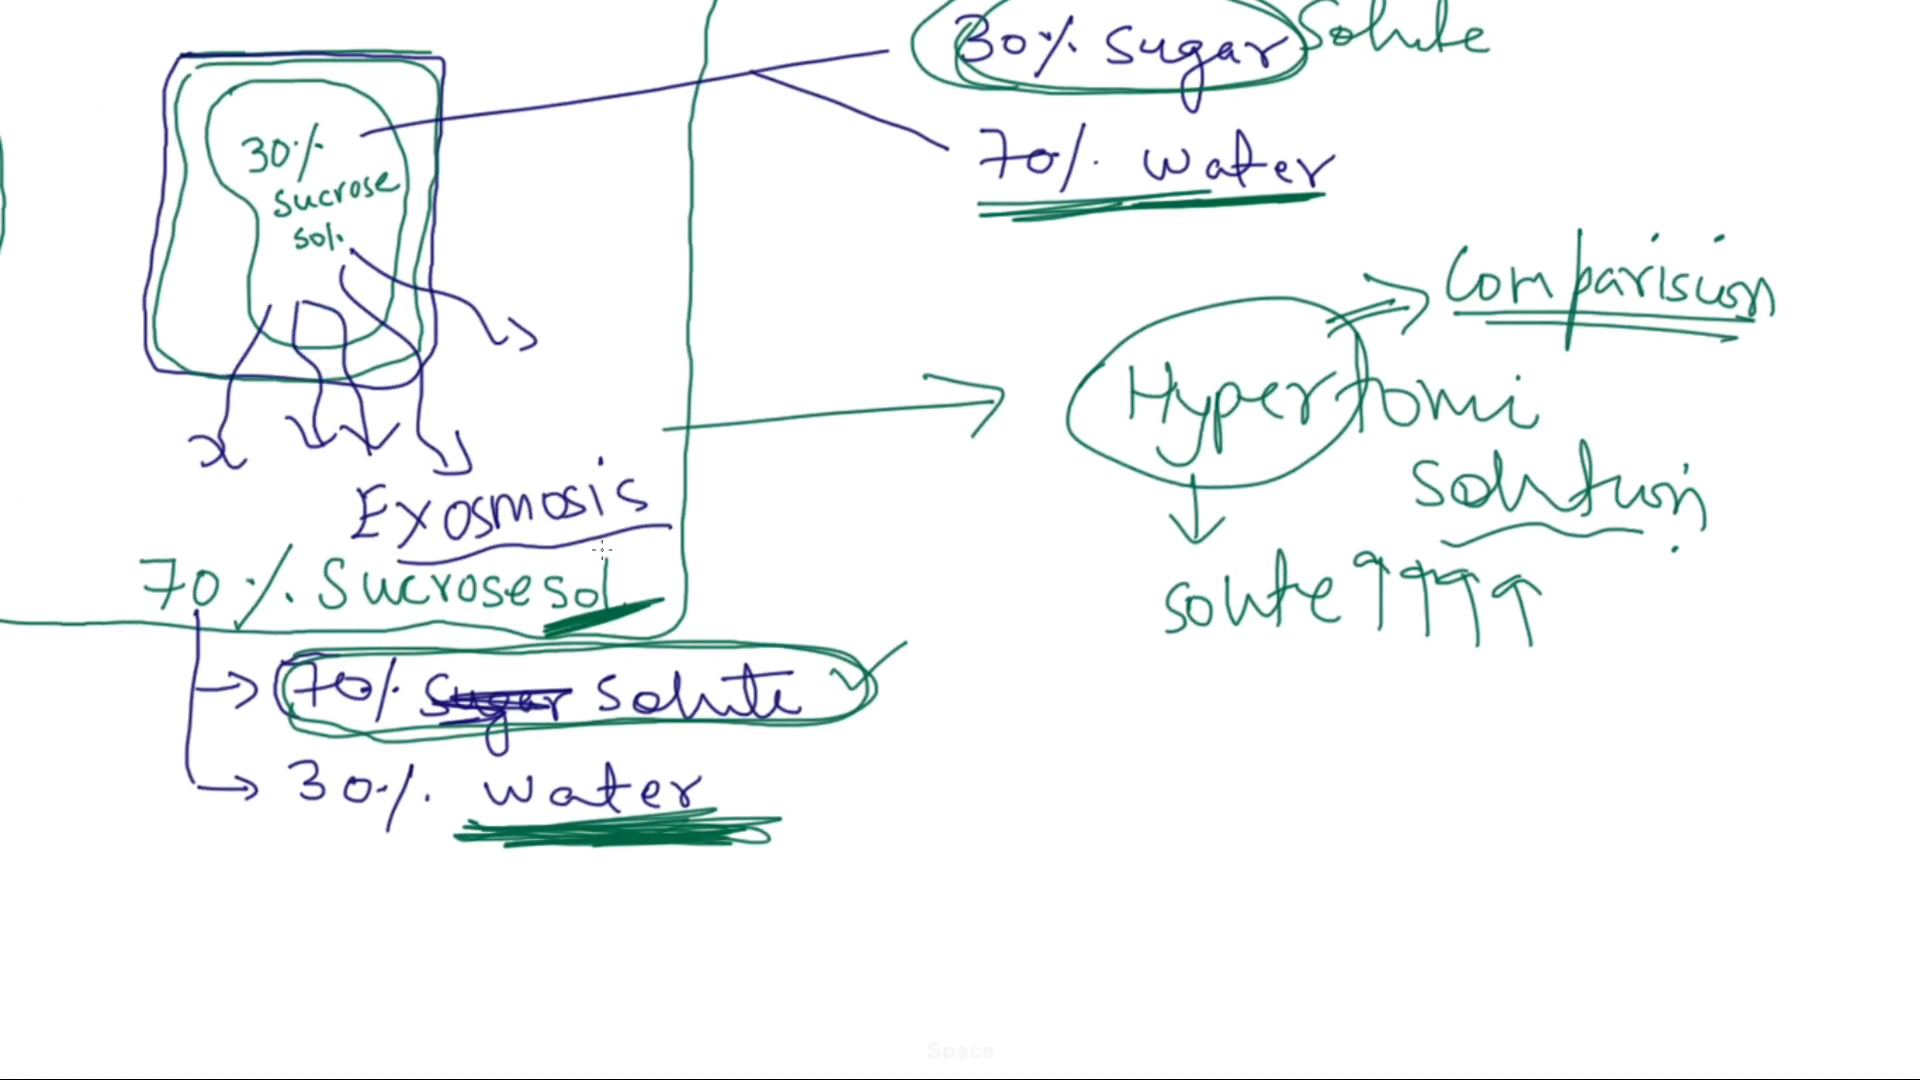 30% sugar solute
70% water
30%
sucrose
sol.
Comparision
Hypertonic
solution
Exosmosis
solute ↑↑↑↑
70% Sucrose sol
→ 70% sugar solute ✓
→ 30% water
Space